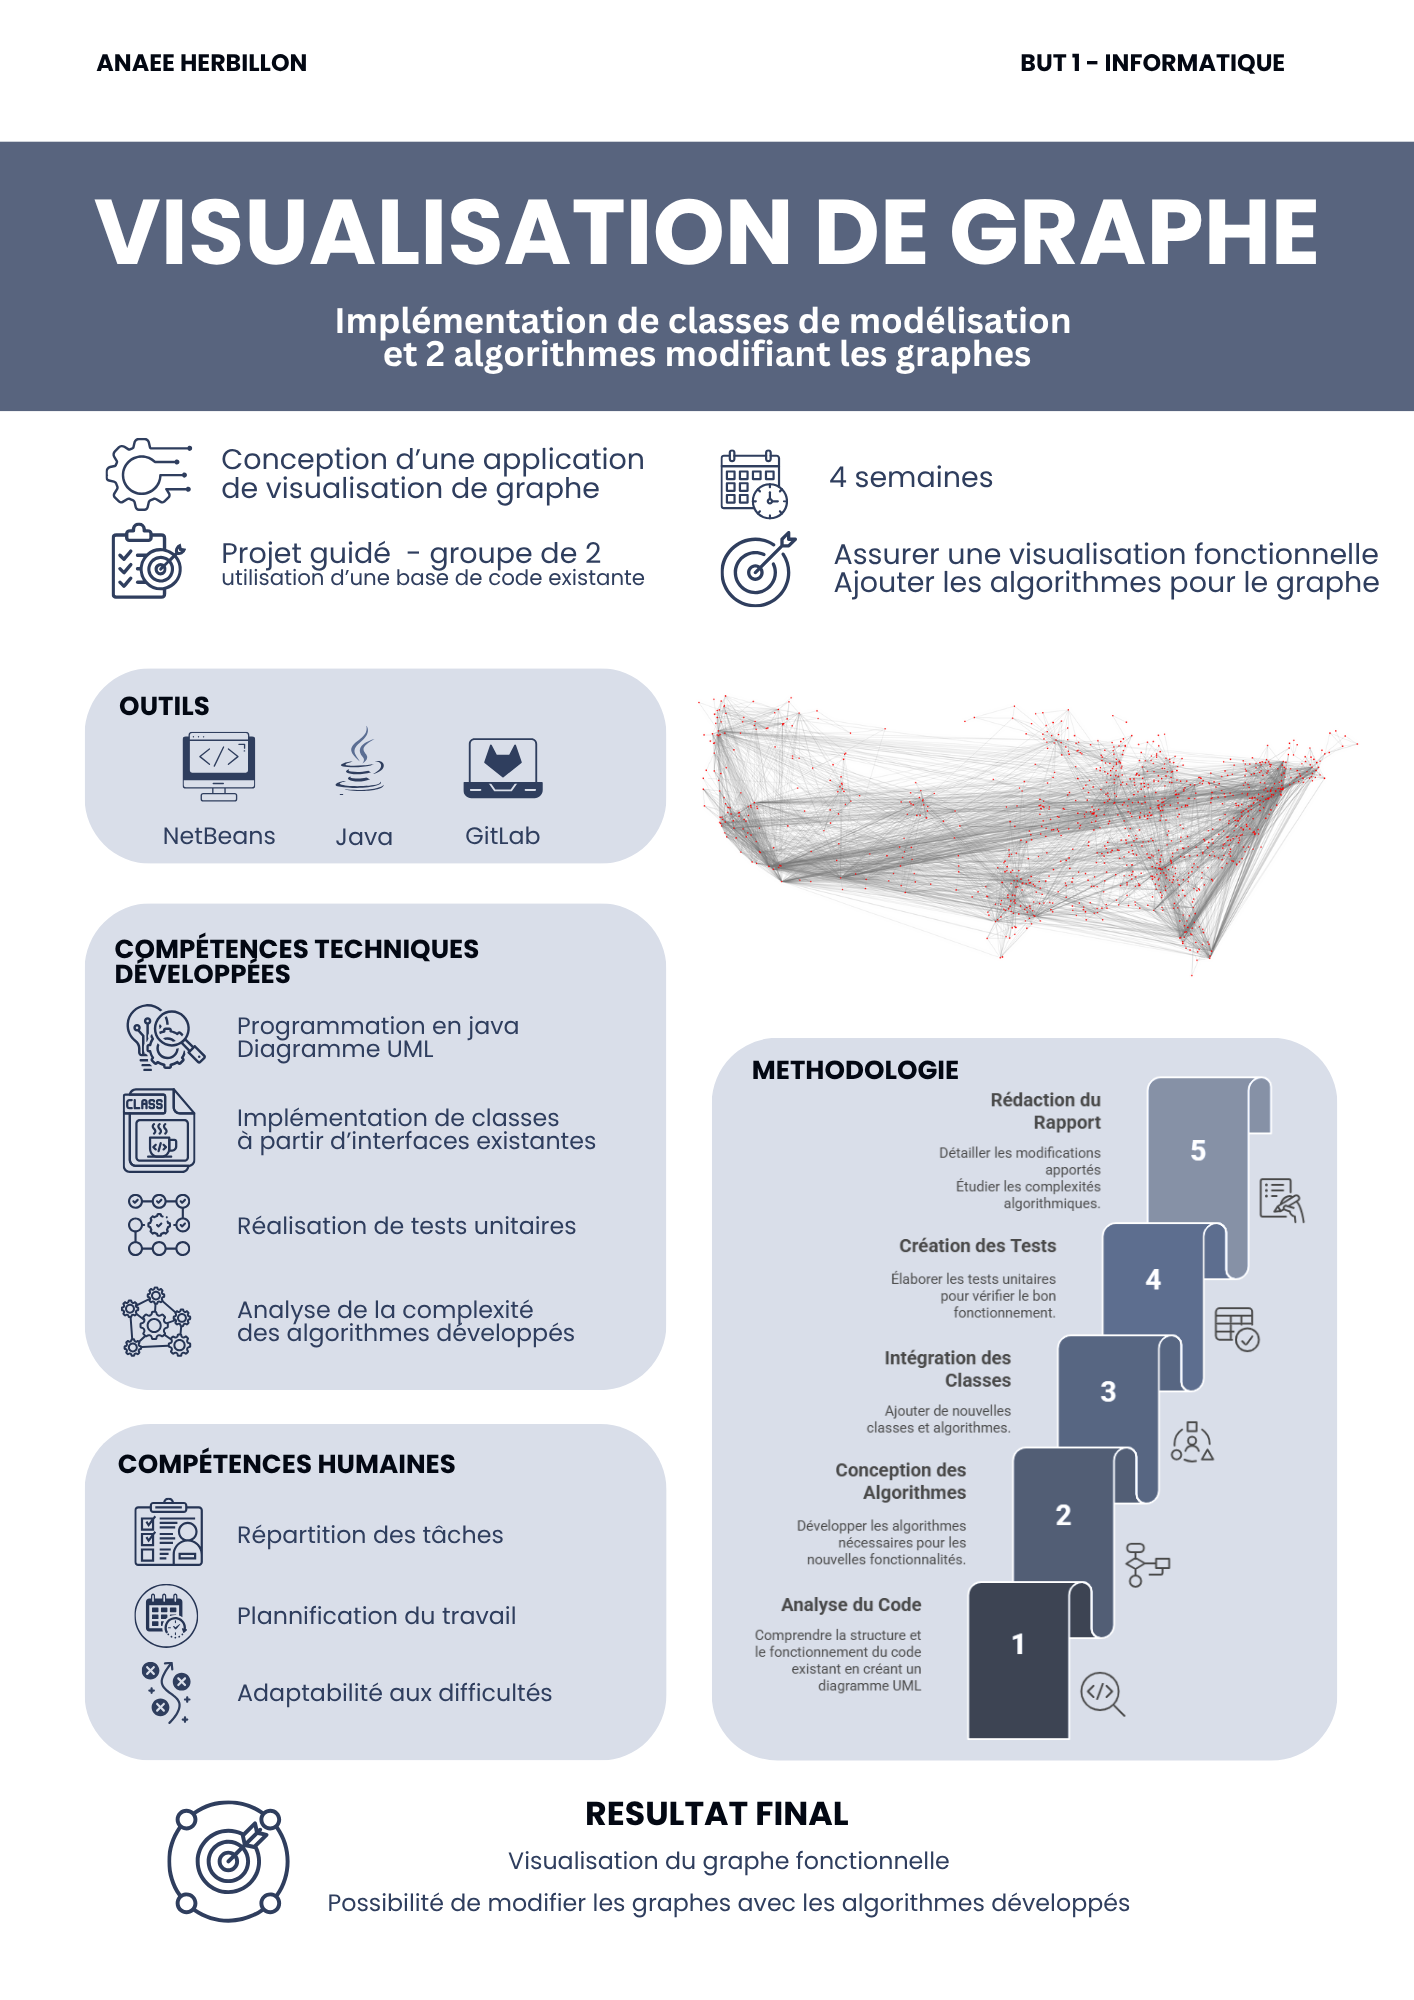 ANAEE HERBILLON
BUT 1 - INFORMATIQUE
VISUALISATION DE GRAPHE
Implémentation de classes de modélisation
et 2 algorithmes modifiant les graphes
Conception d'une application
de visualisation de graphe
4 semaines
Projet guidé - groupe de 2
utilisation d'une base de code existante
Assurer une visualisation fonctionnelle
Ajouter les algorithmes pour le graphe
OUTILS
</>
NetBeans
Java
GitLab
COMPÉTENCES TECHNIQUES
DÉVELOPPÉES
Programmation en java
Diagramme UML
CLASS
</>
Implémentation de classes
à partir d'interfaces existantes
Réalisation de tests unitaires
Analyse de la complexité
des algorithmes développés
COMPÉTENCES HUMAINES
Répartition des tâches
Plannification du travail
Adaptabilité aux difficultés
METHODOLOGIE
Rédaction du
Rapport
Détailler les modifications
apportés
Étudier les complexités
algorithmiques.
5
Création des Tests
Élaborer les tests unitaires
pour vérifier le bon
fonctionnement.
4
Intégration des
Classes
Ajouter de nouvelles
classes et algorithmes.
3
Conception des
Algorithmes
Développer les algorithmes
nécessaires pour les
nouvelles fonctionnalités.
2
Analyse du Code
Comprendre la structure et
le fonctionnement du code
existant en créant un
diagramme UML
1
</>
RESULTAT FINAL
Visualisation du graphe fonctionnelle
Possibilité de modifier les graphes avec les algorithmes développés